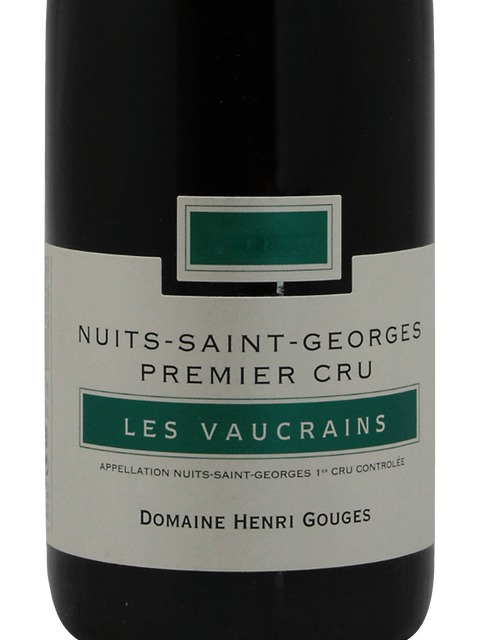 NUITS-SAINT-GEORGES
PREMIER CRU
LES VAUCRAINS
APPELLATION NUITS-SAINT-GEORGES 1er CRU CONTROLÉE
DOMAINE HENRI GOUGES